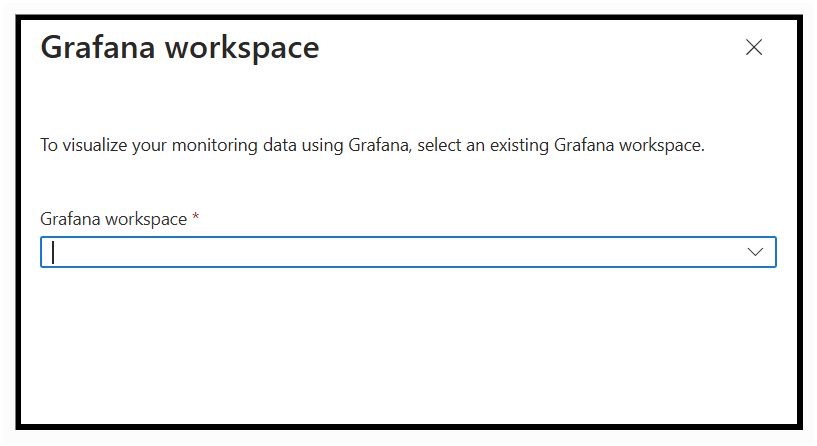 Grafana workspace
To visualize your monitoring data using Grafana, select an existing Grafana workspace.
Grafana workspace *